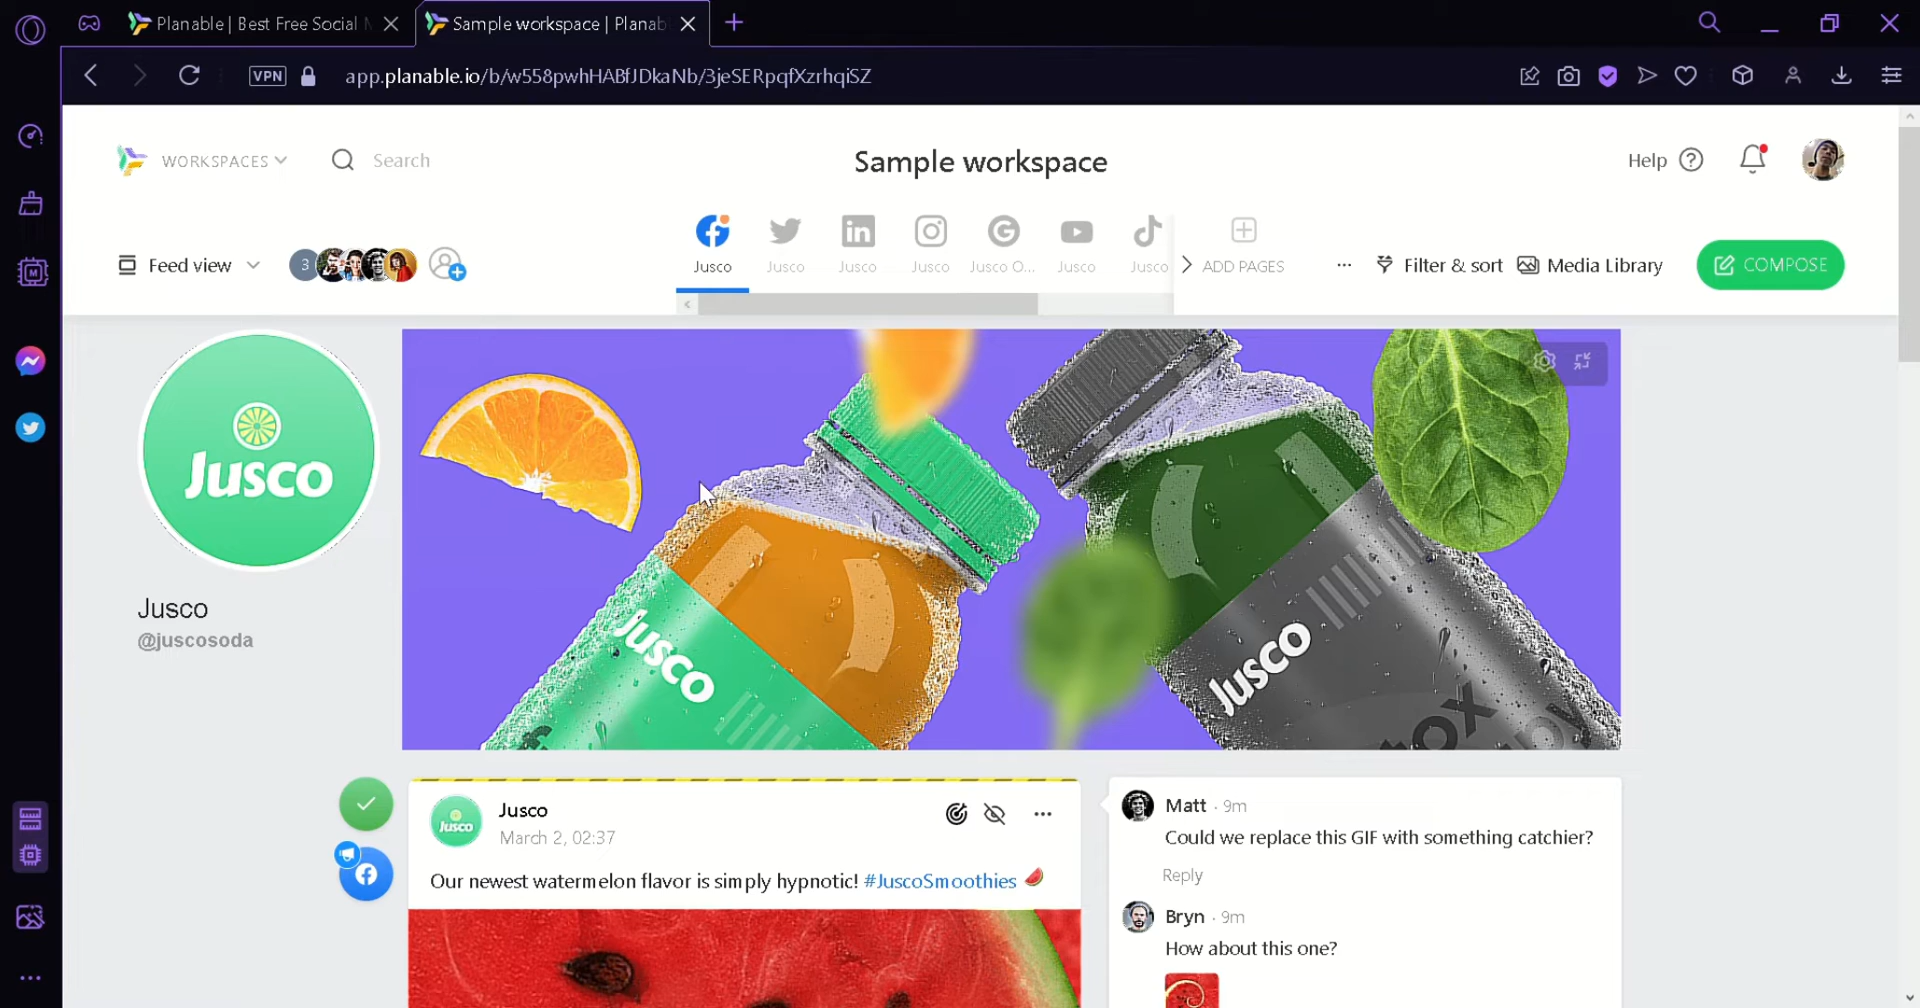 Planable | Best Free Social M
Sample workspace | Planab
VPN
app.planable.io/b/w558pwhHABfJDkaNb/3jeSERpqfXzrhqiSZ
WORKSPACES
Search
Sample workspace
Help
Feed view
3
Jusco
Jusco
Jusco
Jusco
Jusco O...
Jusco
Jusco
ADD PAGES
Filter & sort
Media Library
COMPOSE
Jusco
Jusco
@juscosoda
Jusco
Jusco
Jusco
Jusco
March 2, 02:37
Our newest watermelon flavor is simply hypnotic! #JuscoSmoothies
Matt · 9m
Could we replace this GIF with something catchier?
Reply
Bryn · 9m
How about this one?